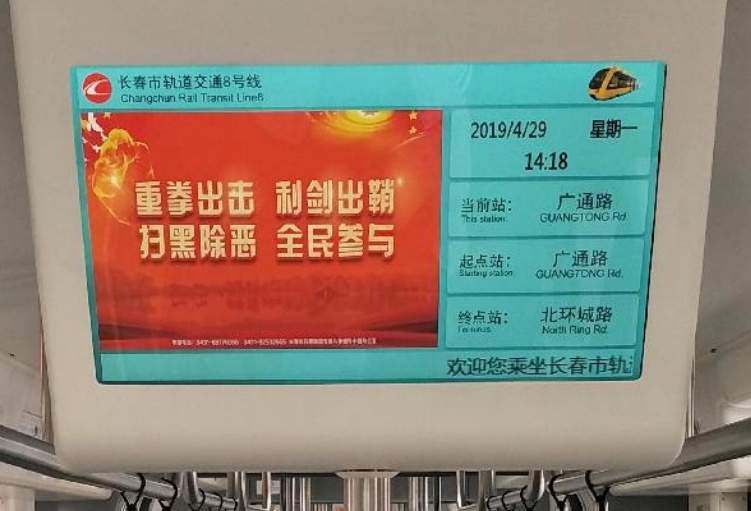 长春市轨道交通8号线
Changchun Rail Transit Line8
重拳出击 利剑出鞘
扫黑除恶 全民参与
2019/4/29 星期一
14:18
当前站: 广通路
This station: GUANGTONG Rd.
起点站: 广通路
Starting station: GUANGTONG Rd.
终点站: 北环城路
Terminus: North Ring Rd.
欢迎您乘坐长春市轨